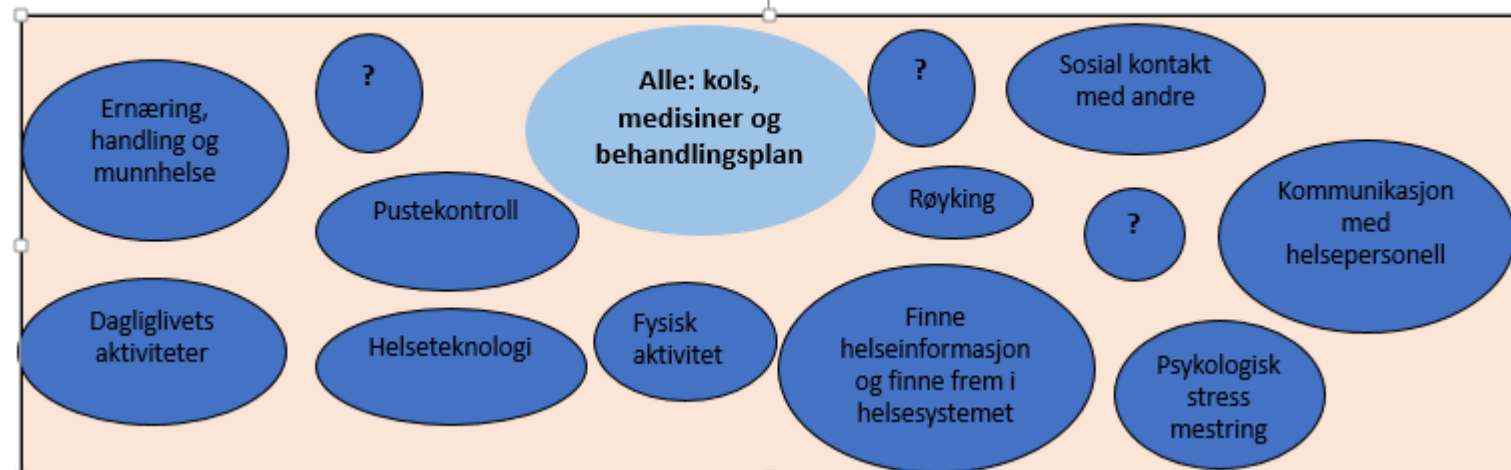 Ernæring,
handling og
munnhelse
?
Alle: kols,
medisiner og
behandlingsplan
?
Sosial kontakt
med andre
Pustekontroll
Røyking
?
Kommunikasjon
med
helsepersonell
Dagliglivets
aktiviteter
Helseteknologi
Fysisk
aktivitet
Finne
helseinformasjon
og finne frem i
helsesystemet
Psykologisk
stress
mestring